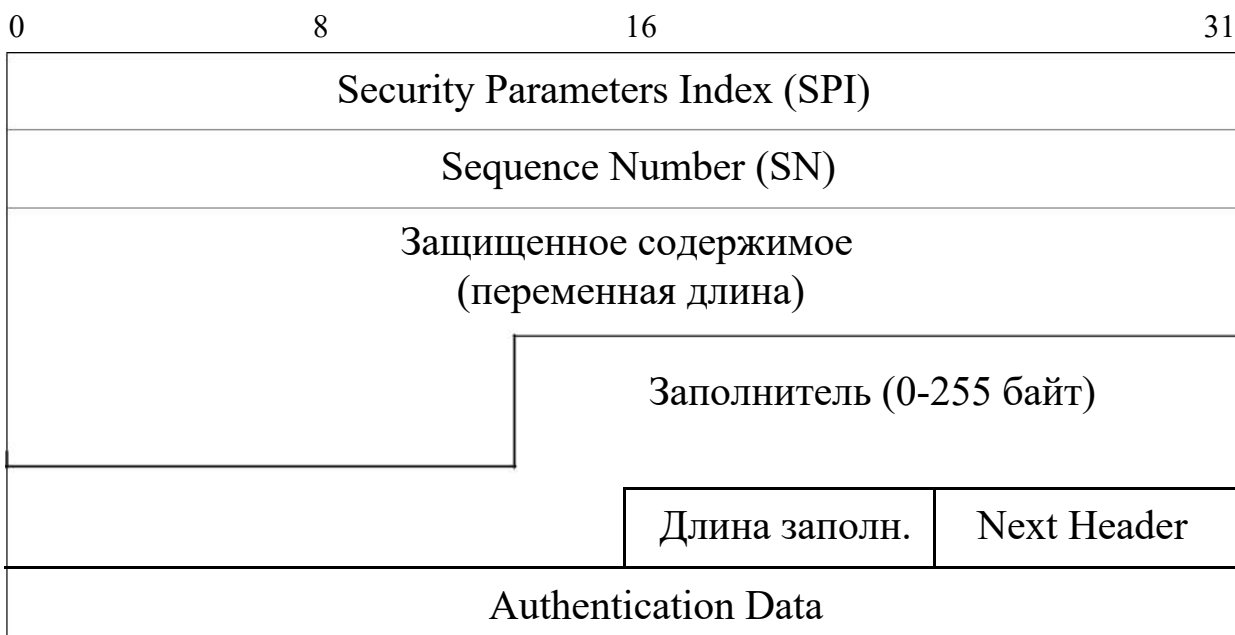 0 8 16 31
Security Parameters Index (SPI)
Sequence Number (SN)
Защищенное содержимое
(переменная длина)
Заполнитель (0-255 байт)
Длина заполн. Next Header
Authentication Data